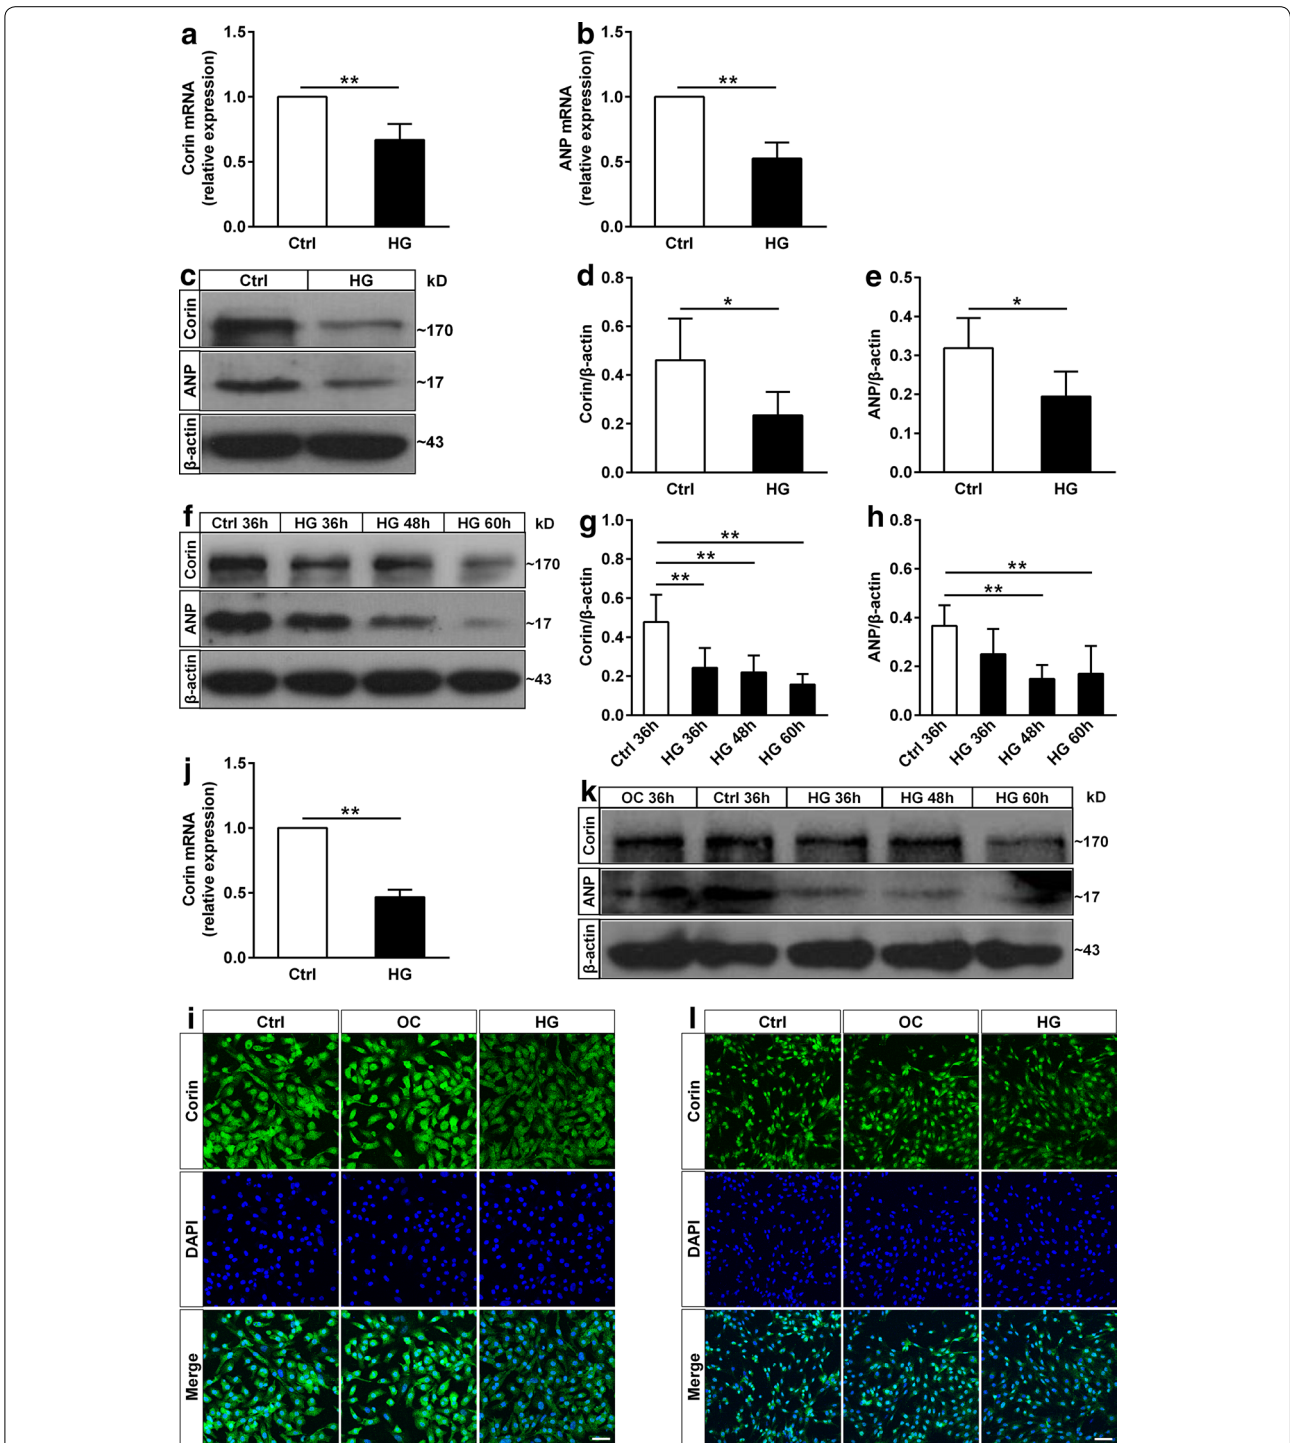 a
1.5
1.0
0.5
0.0
Corin mRNA
(relative expression)
**
Ctrl HG
b
1.5
1.0
0.5
0.0
ANP mRNA
(relative expression)
**
Ctrl HG
c
Ctrl HG kD
Corin ~170
ANP ~17
β-actin ~43
d
0.8
0.6
0.4
0.2
0.0
Corin/β-actin
*
Ctrl HG
e
0.5
0.4
0.3
0.2
0.1
0.0
ANP/β-actin
*
Ctrl HG
f
Ctrl 36h HG 36h HG 48h HG 60h kD
Corin ~170
ANP ~17
β-actin ~43
g
1.0
0.8
0.6
0.4
0.2
0.0
Corin/β-actin
**
**
**
Ctrl 36h HG 36h HG 48h HG 60h
h
0.8
0.6
0.4
0.2
0.0
ANP/β-actin
**
**
Ctrl 36h HG 36h HG 48h HG 60h
j
1.5
1.0
0.5
0.0
Corin mRNA
(relative expression)
**
Ctrl HG
k
OC 36h Ctrl 36h HG 36h HG 48h HG 60h kD
Corin ~170
ANP ~17
β-actin ~43
i
Ctrl OC HG
Corin
DAPI
Merge
l
Ctrl OC HG
Corin
DAPI
Merge